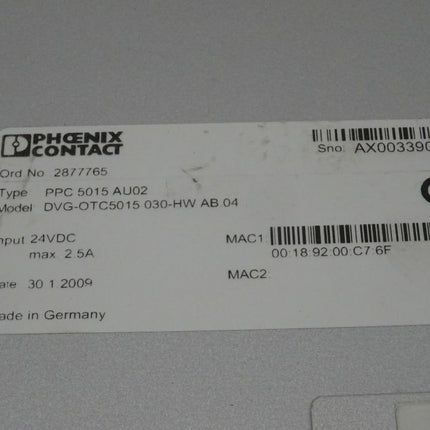 PHŒNIX
CONTACT
Sno: AX003390
Ord No 2877765
Type PPC 5015 AU02
Model DVG-OTC5015 030-HW AB.04
nput 24VDC
max. 2.5A
MAC1
00:18:92:00:C7:6F
MAC2
ate 30 1 2009
ade in Germany